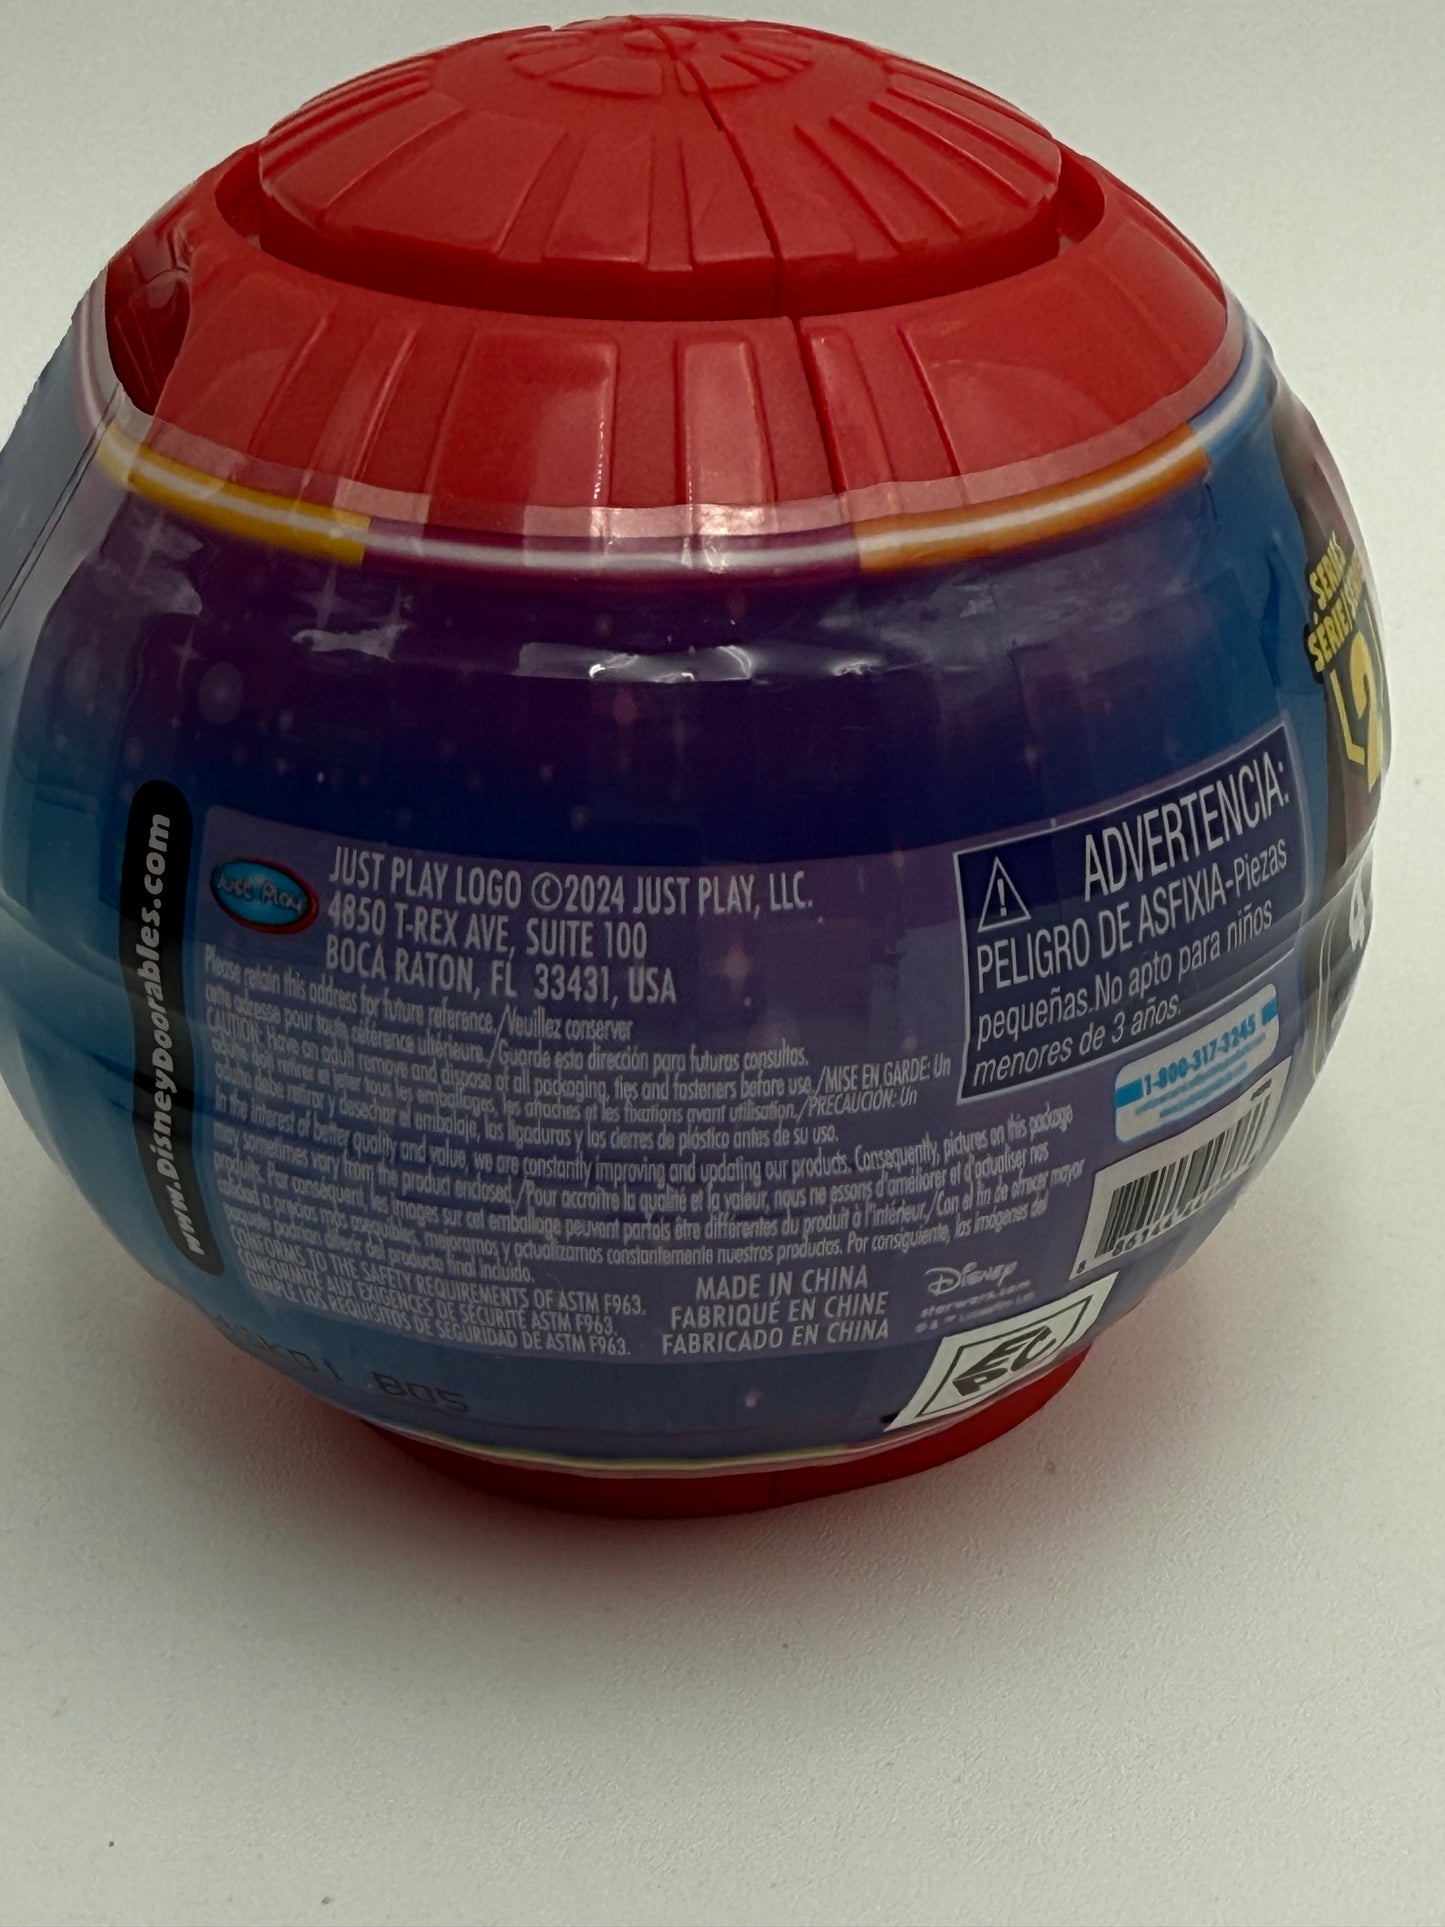 SERIES
SERIE/
2
www.DisneyDoorables.com
Just Play
JUST PLAY LOGO ©2024 JUST PLAY, LLC.
4850 T-REX AVE, SUITE 100
BOCA RATON, FL 33431, USA
Please retain this address for future reference./Veuillez conserver
cette adresse pour toute référence ultérieure./Guarde esta dirección para futuras consultas.
CAUTION: Have an adult remove and dispose of all packaging, ties and fasteners before use./MISE EN GARDE: Un
adulte doit retirer et jeter tous les emballages, les attaches et les fixations avant utilisation./PRECAUCIÓN: Un
adulto debe retirar y desechar el embalaje, las ligaduras y los cierres de plástico antes de su uso.
In the interest of better quality and value, we are constantly improving and updating our products. Consequently, pictures on this package
may sometimes vary from the product enclosed./Pour accroître la qualité et la valeur, nous ne essons d'améliorer et d'actualiser nos
produits. Par conséquent, les images sur cet emballage peuvent parfois être différentes du produit à l'intérieur./Con el fin de ofrecer mayor
calidad a precios más asequibles, mejoramos y actualizamos constantemente nuestros productos. Por consiguiente, las imágenes del
paquete podrían diferir del producto final incluido.
CONFORMS TO THE SAFETY REQUIREMENTS OF ASTM F963.
CONFORMITÉ AUX EXIGENCES DE SÉCURITÉ ASTM F963.
CUMPLE LOS REQUISITOS DE SEGURIDAD DE ASTM F963.
MADE IN CHINA
FABRIQUÉ EN CHINE
FABRICADO EN CHINA
Disney
starwars.com
ADVERTENCIA:
PELIGRO DE ASFIXIA-Piezas
pequeñas.No apto para niños
menores de 3 años.
1-800-317-3245
B05